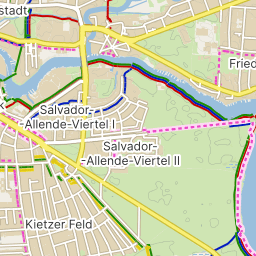 stadt
Fried
Salvador-
-Allende-Viertel I
k
Salvador-
-Allende-Viertel II
Kietzer Feld